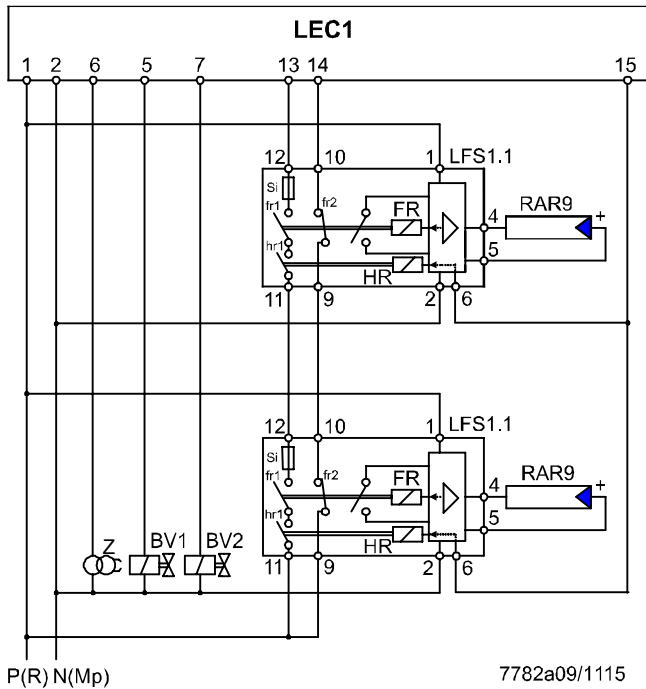 LEC1
1 2 6 5 7 13 14 15
12 10 1 LFS1.1
Si
fr1 fr2 FR 4 RAR9 +
hr1 5
HR
11 9 2 6
12 10 1 LFS1.1
Si
fr1 fr2 FR 4 RAR9 +
hr1 5
Z BV1 BV2 HR
11 9 2 6
P(R) N(Mp) 7782a09/1115